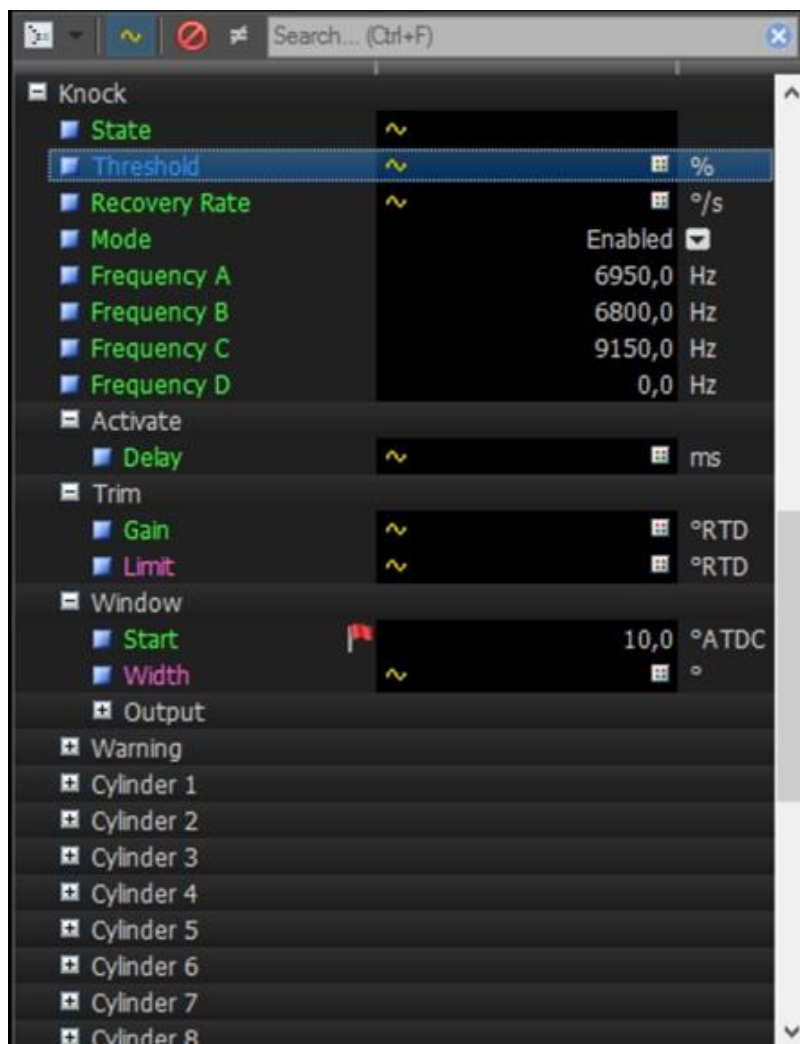 Search... (Ctrl+F)
Knock
State
Threshold %
Recovery Rate °/s
Mode Enabled
Frequency A 6950,0 Hz
Frequency B 6800,0 Hz
Frequency C 9150,0 Hz
Frequency D 0,0 Hz
Activate
Delay ms
Trim
Gain °RTD
Limit °RTD
Window
Start 10,0 °ATDC
Width °
Output
Warning
Cylinder 1
Cylinder 2
Cylinder 3
Cylinder 4
Cylinder 5
Cylinder 6
Cylinder 7
Cylinder 8